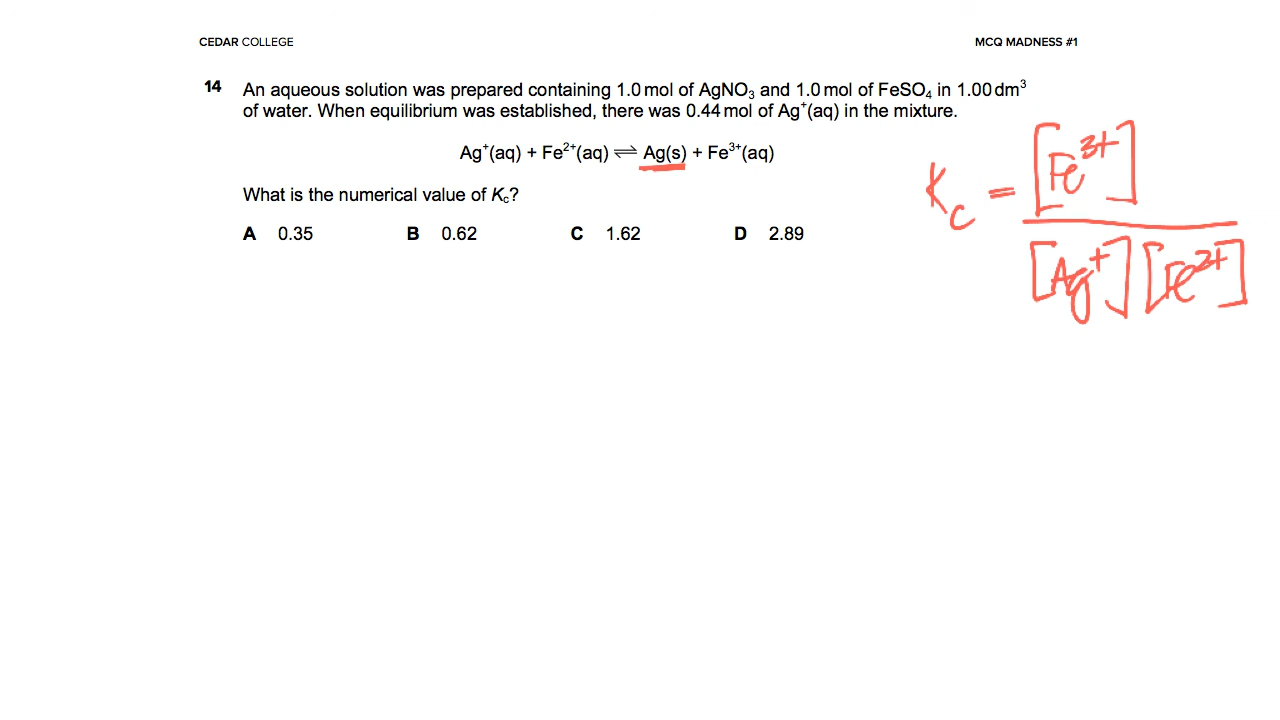 CEDAR COLLEGE MCQ MADNESS #1
14 An aqueous solution was prepared containing 1.0 mol of AgNO₃ and 1.0 mol of FeSO₄ in 1.00 dm³
of water. When equilibrium was established, there was 0.44 mol of Ag⁺(aq) in the mixture.
Ag⁺(aq) + Fe²⁺(aq) ⇌ Ag(s) + Fe³⁺(aq)
What is the numerical value of K꜀?
A 0.35 B 0.62 C 1.62 D 2.89
[Fe³⁺]
Kc =
[Ag⁺] [Fe²⁺]